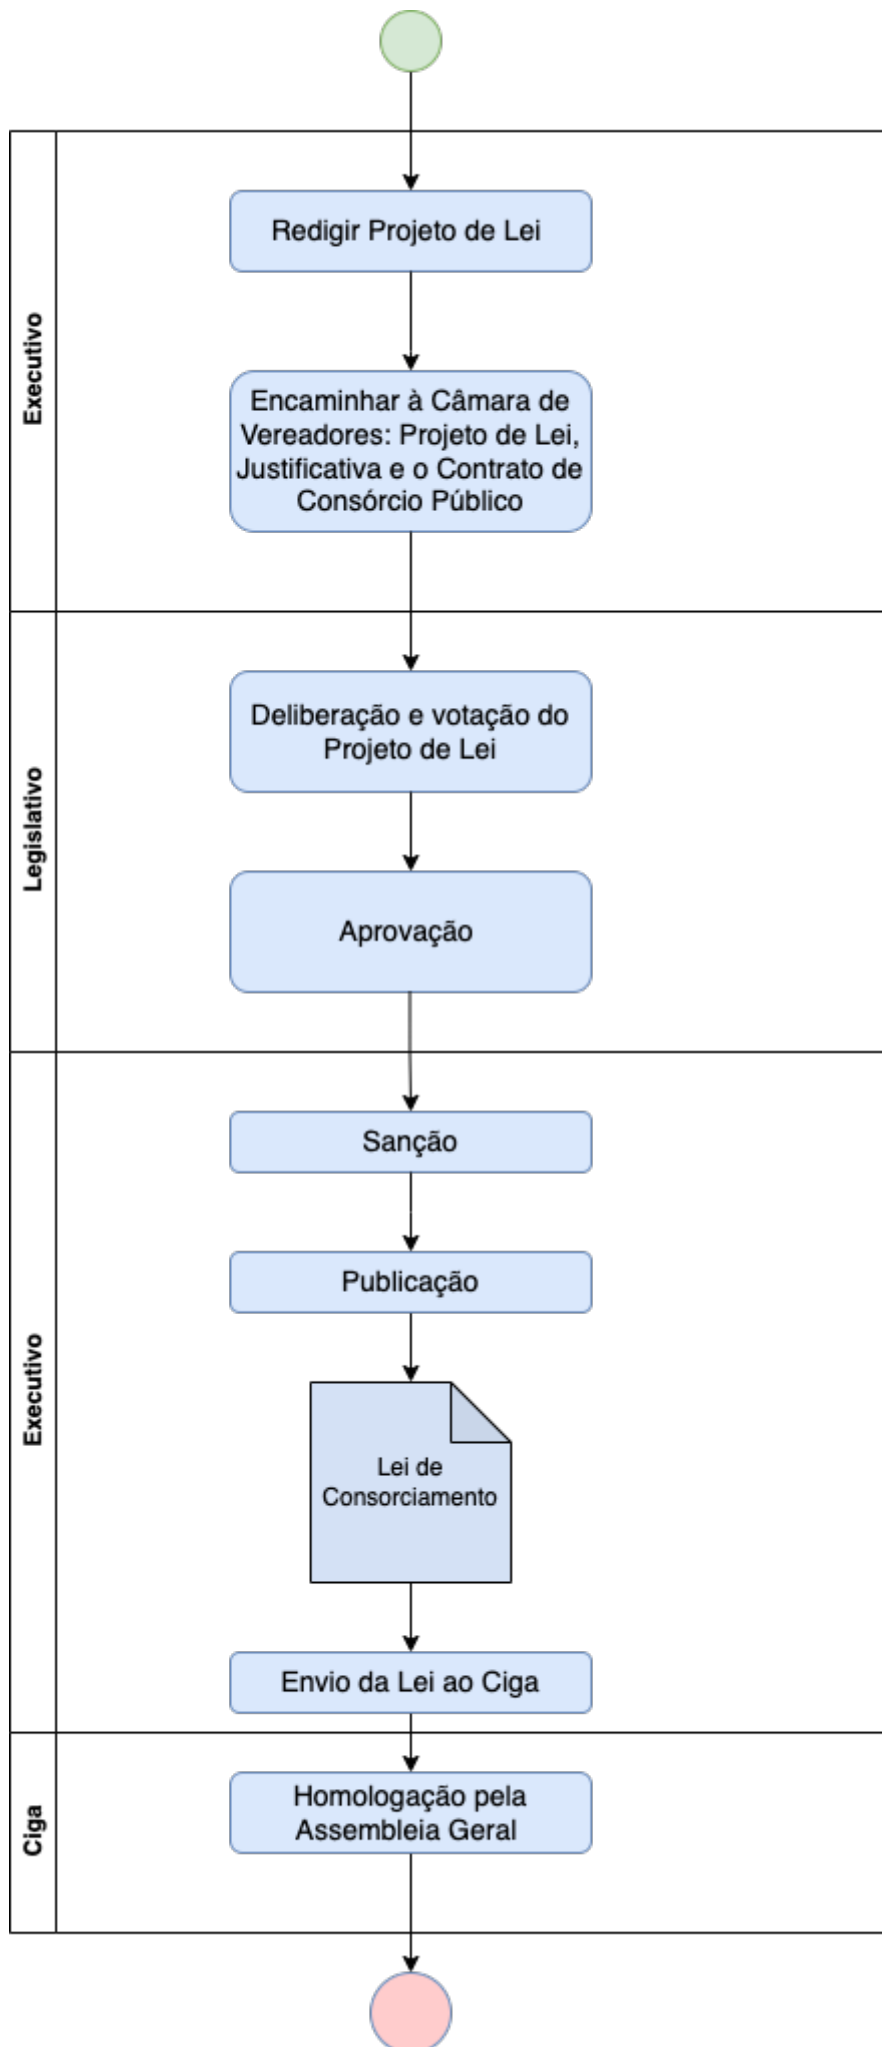 Executivo
Redigir Projeto de Lei
Encaminhar à Câmara de
Vereadores: Projeto de Lei,
Justificativa e o Contrato de
Consórcio Público
Legislativo
Deliberação e votação do
Projeto de Lei
Aprovação
Executivo
Sanção
Publicação
Lei de
Consorciamento
Envio da Lei ao Ciga
Ciga
Homologação pela
Assembleia Geral